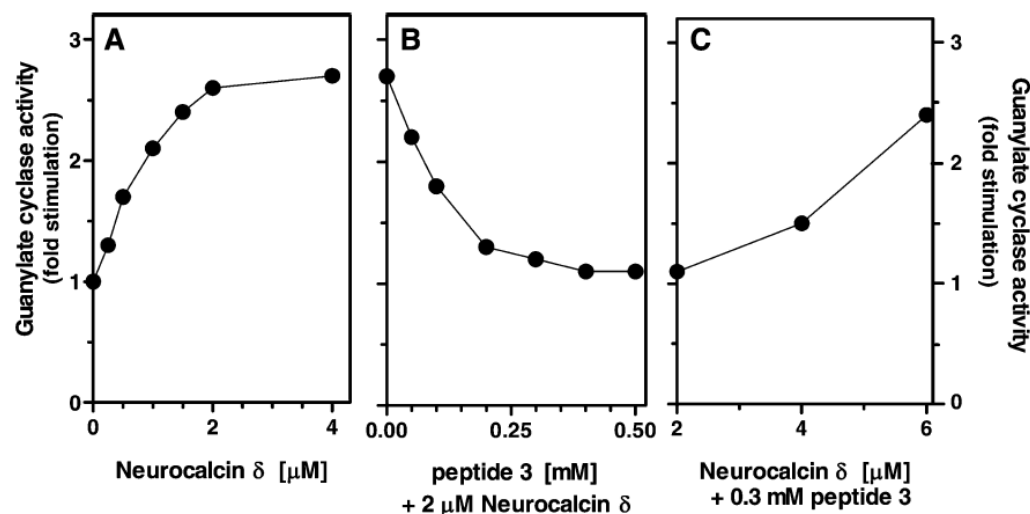 A
B
C
3
2
1
0
Guanylate cyclase activity
(fold stimulation)
0
2
4
Neurocalcin δ [μM]
0.00
0.25
0.50
peptide 3 [mM]
+ 2 μM Neurocalcin δ
2
4
6
Neurocalcin δ [μM]
+ 0.3 mM peptide 3
3
2
1
0
Guanylate cyclase activity
(fold stimulation)